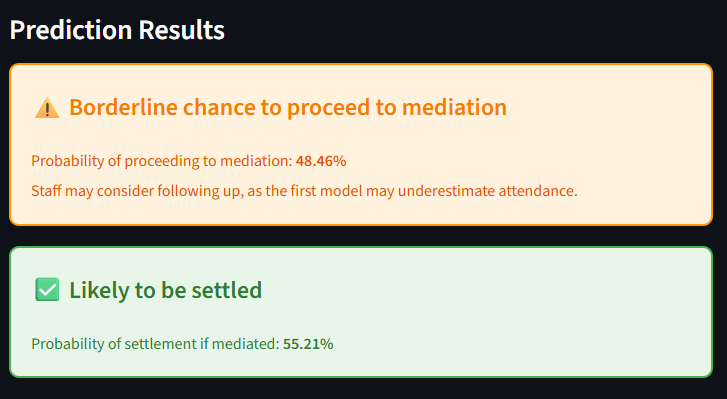 Prediction Results
Borderline chance to proceed to mediation
Probability of proceeding to mediation: 48.46%
Staff may consider following up, as the first model may underestimate attendance.
Likely to be settled
Probability of settlement if mediated: 55.21%